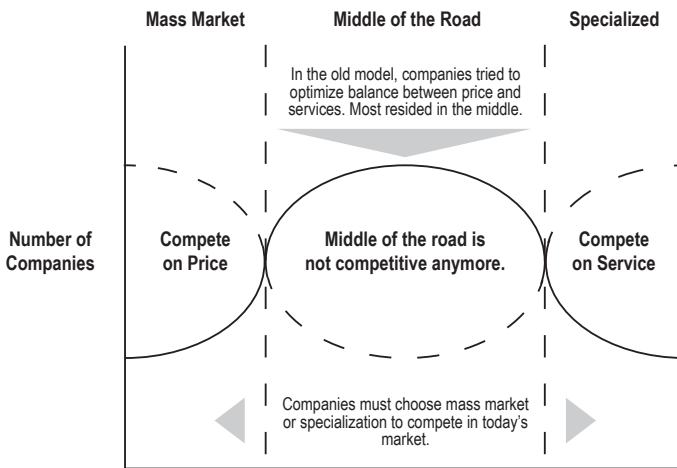 Mass Market
Middle of the Road
Specialized
In the old model, companies tried to
optimize balance between price and
services. Most resided in the middle.
Number of
Companies
Compete
on Price
Middle of the road is
not competitive anymore.
Compete
on Service
Companies must choose mass market
or specialization to compete in today’s
market.